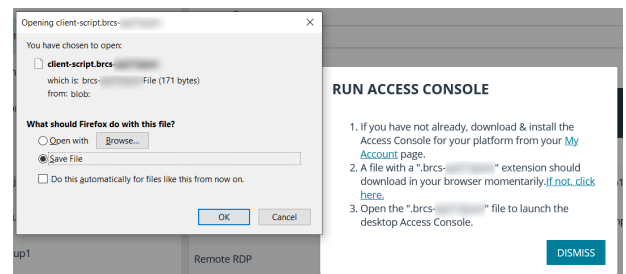 Opening client-script.brcs-
You have chosen to open:
client-script.brcs-
which is: brcs- File (171 bytes)
from: blob:
What should Firefox do with this file?
Open with Browse...
Save File
Do this automatically for files like this from now on.
OK Cancel
up1
Remote RDP
RUN ACCESS CONSOLE
1. If you have not already, download & install the
Access Console for your platform from your My
Account page.
2. A file with a ".brcs- " extension should
download in your browser momentarily.If not, click
here.
3. Open the ".brcs- " file to launch the
desktop Access Console.
DISMISS